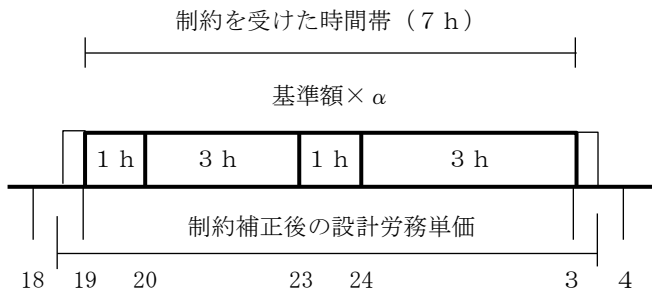 制約を受けた時間帯（７ｈ）
基準額×α
１ｈ ３ｈ １ｈ ３ｈ
制約補正後の設計労務単価
18 19 20 23 24 3 4